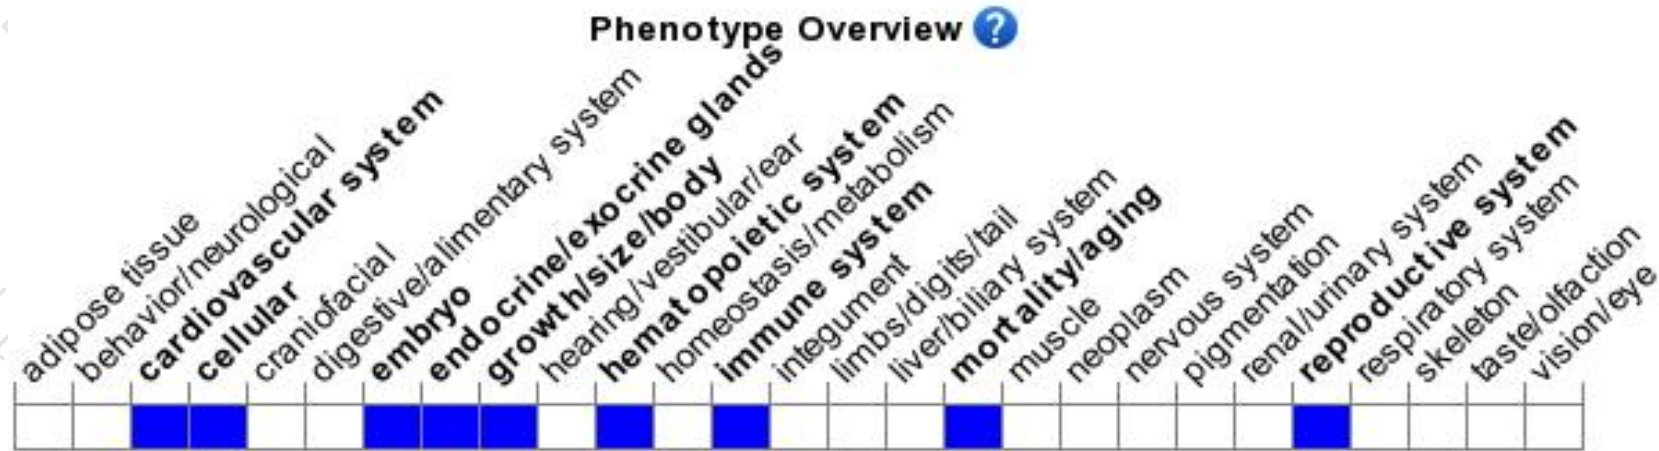 Phenotype Overview ?
adipose tissue
behavior/neurological
cardiovascular system
cellular
craniofacial
digestive/alimentary system
embryo
endocrine/exocrine glands
growth/size/body
hearing/vestibular/ear
hematopoietic system
homeostasis/metabolism
immune system
integument
limbs/digits/tail
liver/biliary system
mortality/aging
muscle
neoplasm
nervous system
pigmentation
renal/urinary system
reproductive system
respiratory system
skeleton
taste/olfaction
vision/eye